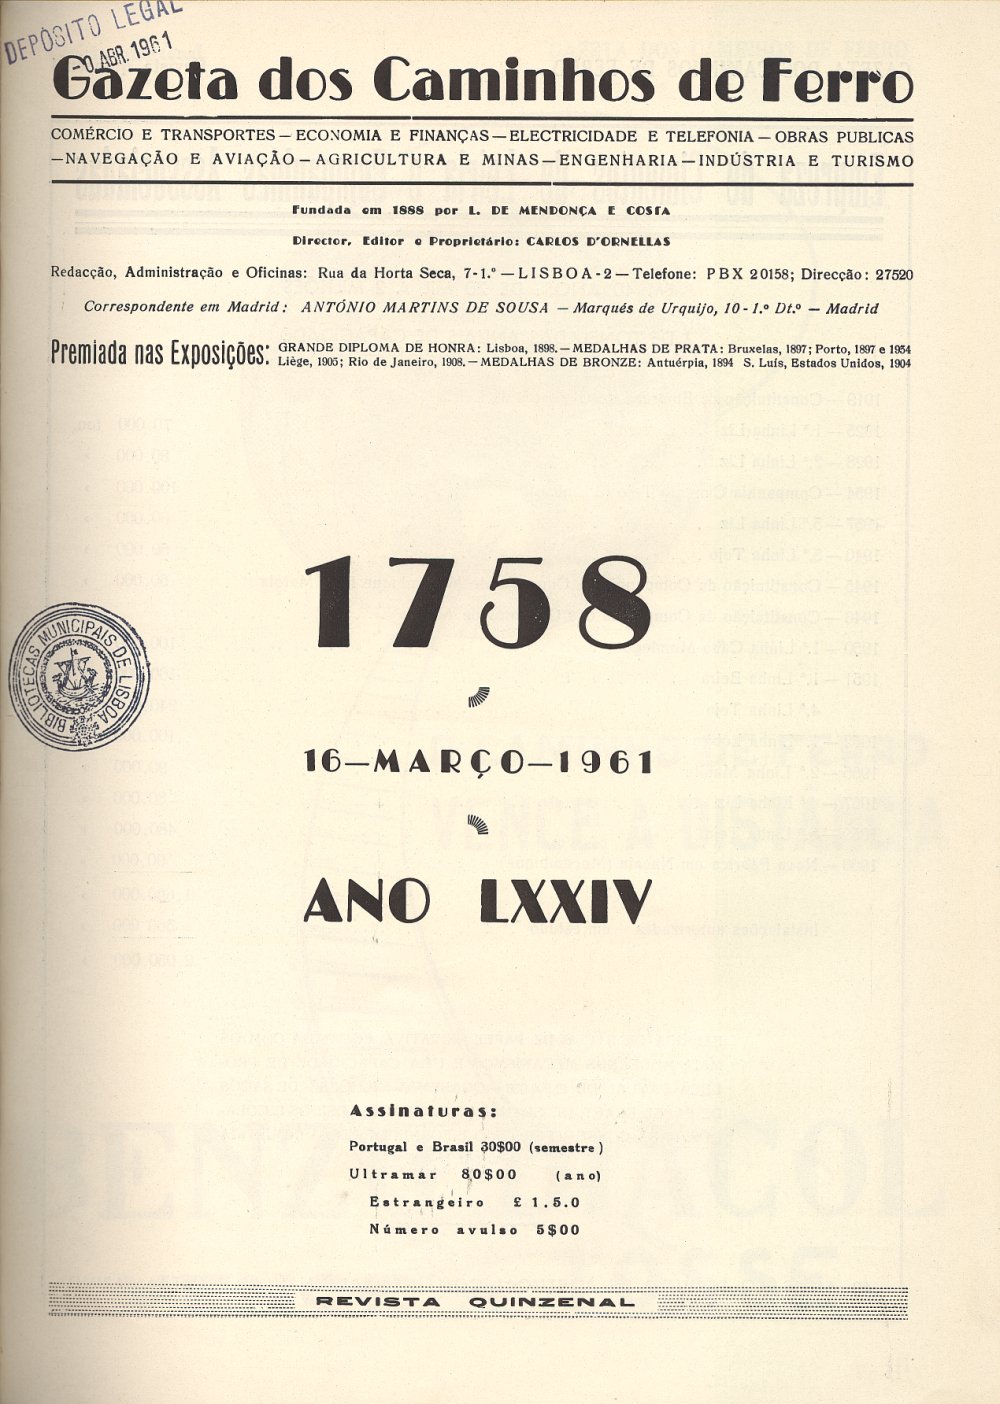 DEPÓSITO LEGAL
ABR. 1961
Gazeta dos Caminhos de Ferro
COMÉRCIO E TRANSPORTES — ECONOMIA E FINANÇAS — ELECTRICIDADE E TELEFONIA — OBRAS PUBLICAS
— NAVEGAÇÃO E AVIAÇÃO — AGRICULTURA E MINAS — ENGENHARIA — INDÚSTRIA E TURISMO
Fundada em 1888 por L. DE MENDONÇA E COSTA
Director, Editor e Proprietário: CARLOS D'ORNELLAS
Redacção, Administração e Oficinas: Rua da Horta Seca, 7-1.º — LISBOA-2 — Telefone: PBX 20158; Direcção: 27520
Correspondente em Madrid: ANTÓNIO MARTINS DE SOUSA — Marqués de Urquijo, 10-1.º Dt.º — Madrid
Premiada nas Exposições: GRANDE DIPLOMA DE HONRA: Lisboa, 1898. — MEDALHAS DE PRATA: Bruxelas, 1897; Porto, 1897 e 1934
Liège, 1905; Rio de Janeiro, 1908. — MEDALHAS DE BRONZE: Antuérpia, 1894 S. Luís, Estados Unidos, 1904
1758
BIBLIOTECAS MUNICIPAIS DE LISBOA
16—MARÇO—1961
ANO LXXIV
Assinaturas:
Portugal e Brasil 30$00 (semestre)
Ultramar 80$00 (ano)
Estrangeiro £ 1.5.0
Número avulso 5$00
REVISTA QUINZENAL